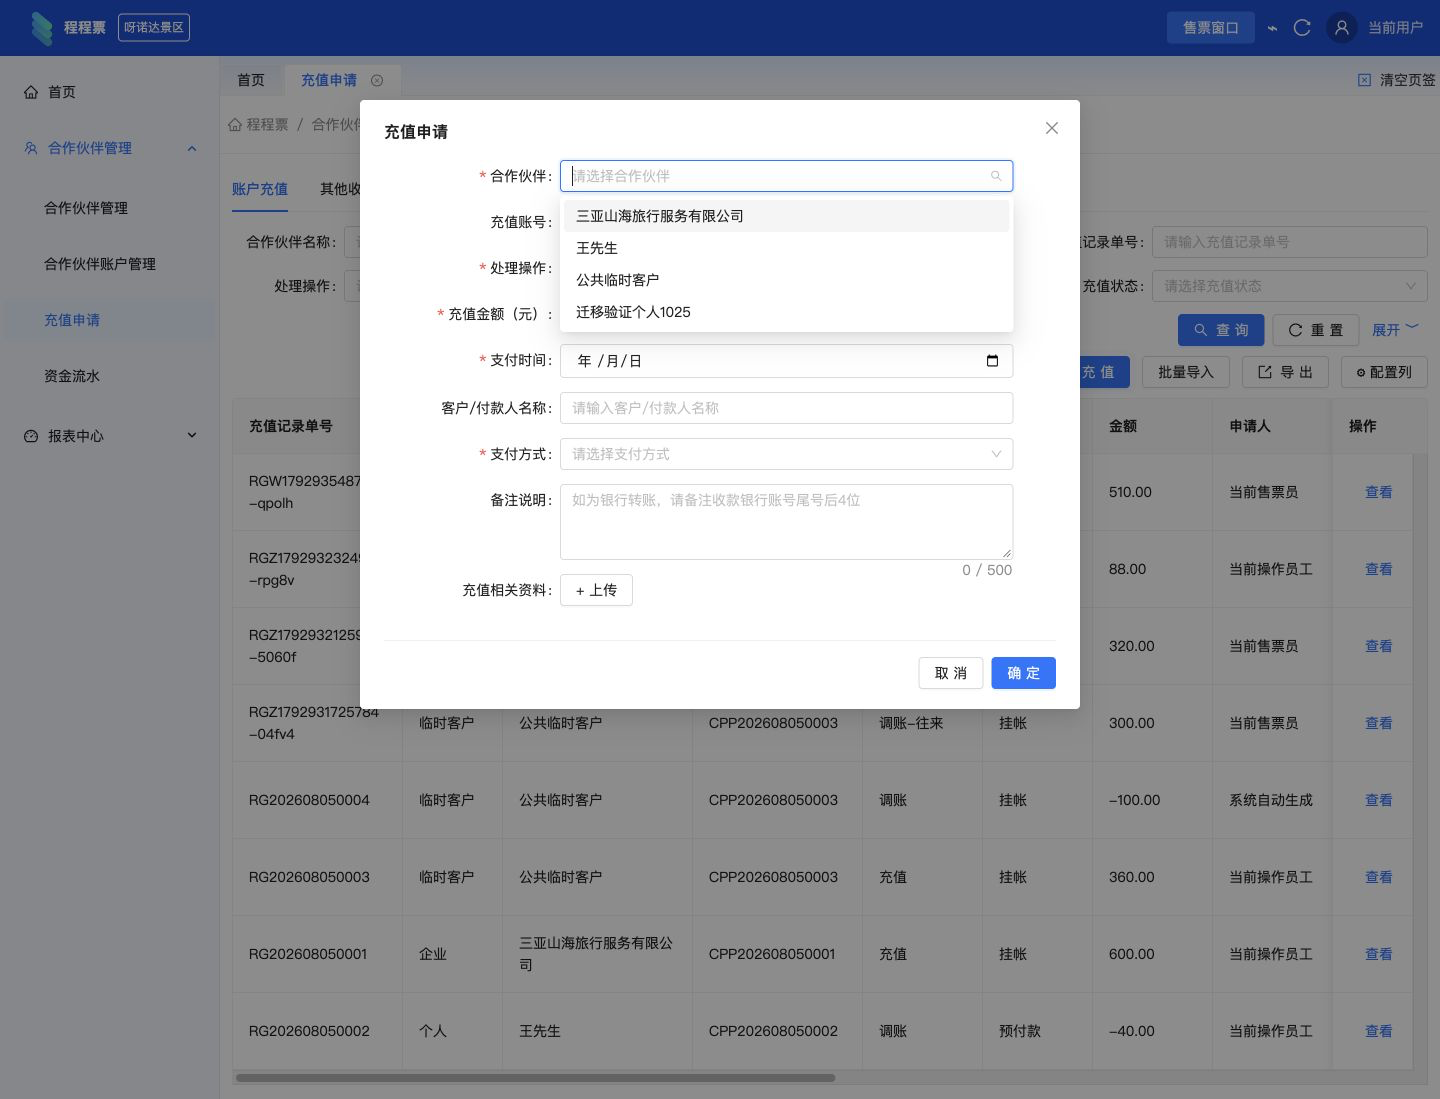 程程票
呀诺达景区
售票窗口
当前用户
首页
合作伙伴管理
合作伙伴管理
合作伙伴账户管理
充值申请
资金流水
报表中心
首页
充值申请
清空页签
程程票 / 合作伙
账户充值
其他收
合作伙伴名称:
记录单号:
请输入充值记录单号
处理操作:
充值状态:
请选择充值状态
查 询
重 置
展开
充 值
批量导入
导 出
配置列
充值申请
* 合作伙伴:
请选择合作伙伴
三亚山海旅行服务有限公司
王先生
公共临时客户
迁移验证个人1025
充值账号:
* 处理操作:
* 充值金额（元）:
* 支付时间:
年 /月/日
客户/付款人名称:
请输入客户/付款人名称
* 支付方式:
请选择支付方式
备注说明:
如为银行转账，请备注收款银行账号尾号后4位
0 / 500
充值相关资料:
+ 上传
取 消
确 定
充值记录单号
金额
申请人
操作
RGW1792935487
-qpolh
510.00
当前售票员
查看
RGZ1792932324
-rpg8v
88.00
当前操作员工
查看
RGZ1792932125
-5060f
320.00
当前售票员
查看
RGZ1792931725784
-04fv4
临时客户
公共临时客户
CPP202608050003
调账-往来
挂帐
300.00
当前售票员
查看
RG202608050004
临时客户
公共临时客户
CPP202608050003
调账
挂帐
-100.00
系统自动生成
查看
RG202608050003
临时客户
公共临时客户
CPP202608050003
充值
挂帐
360.00
当前操作员工
查看
RG202608050001
企业
三亚山海旅行服务有限公
司
CPP202608050001
充值
挂帐
600.00
当前操作员工
查看
RG202608050002
个人
王先生
CPP202608050002
调账
预付款
-40.00
当前操作员工
查看